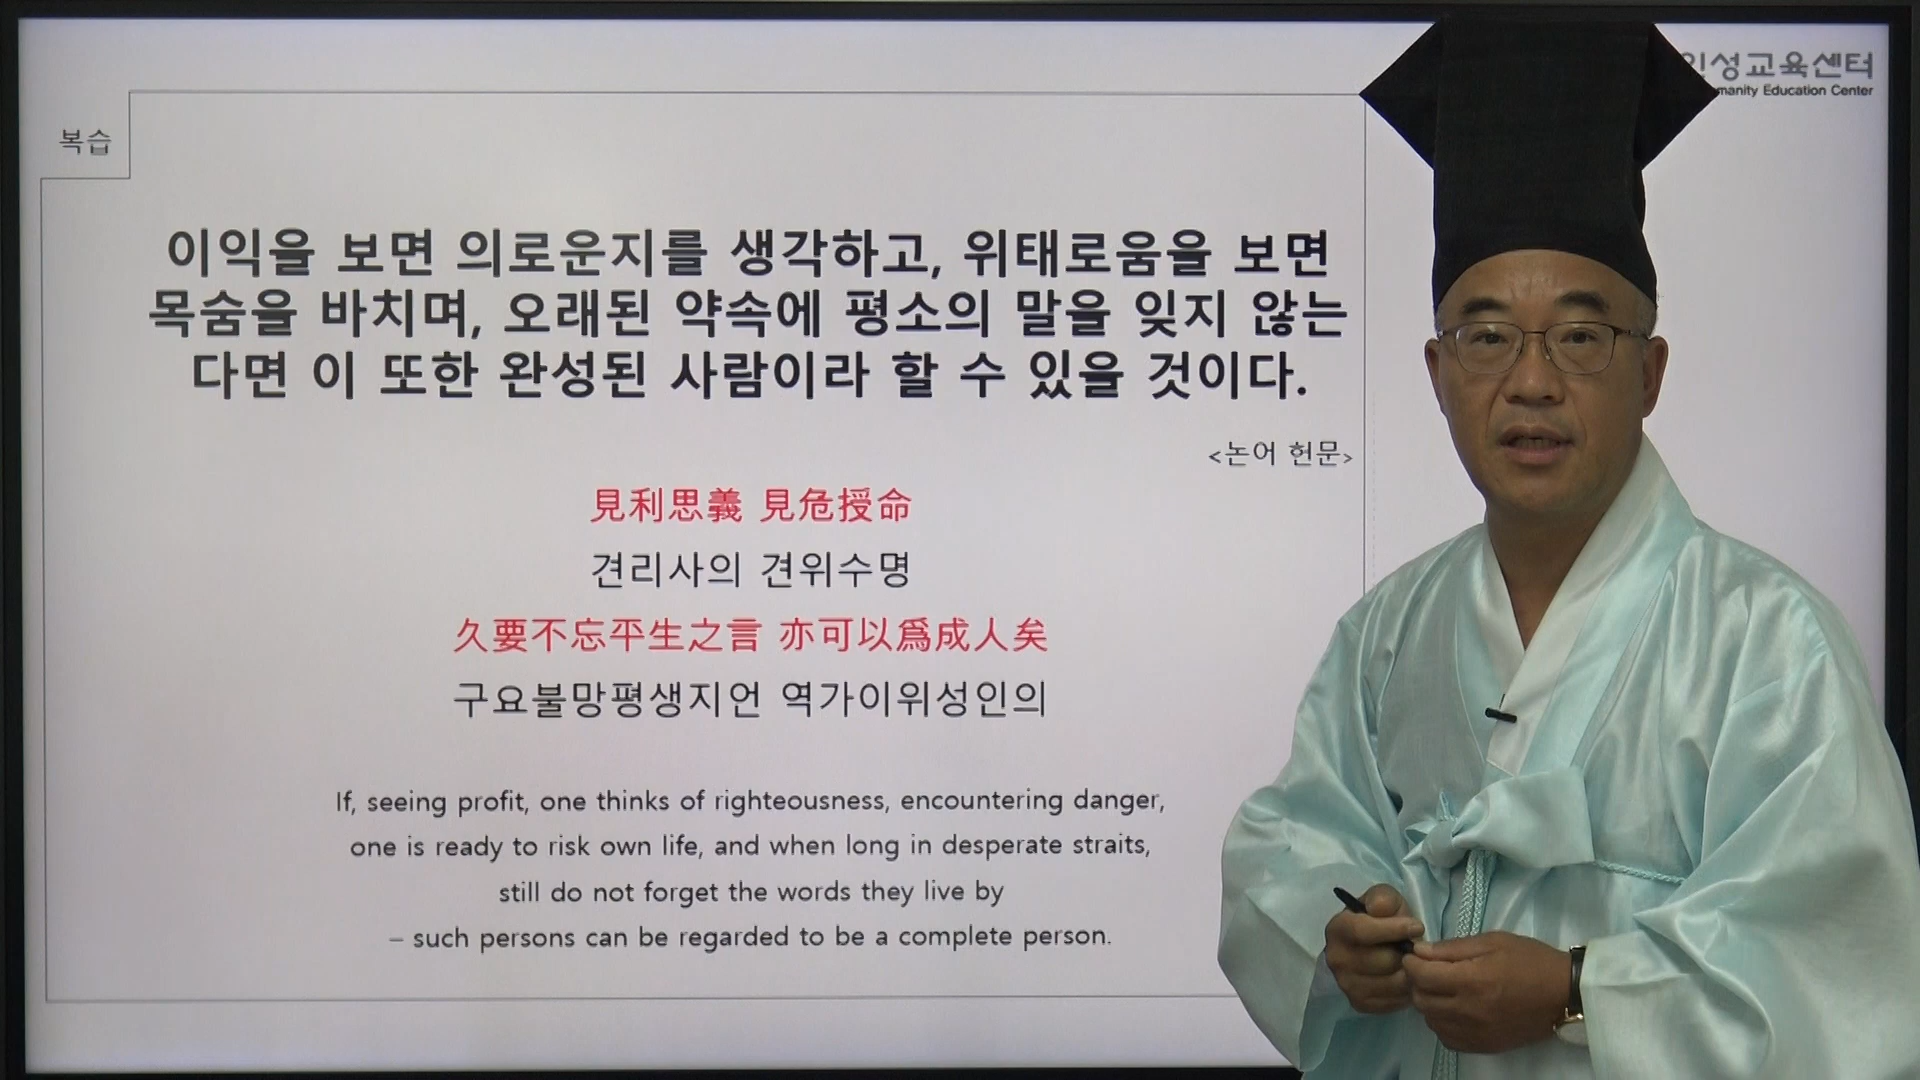 인성교육센터
Education Center
복습
이익을 보면 의로운지를 생각하고, 위태로움을 보면
목숨을 바치며, 오래된 약속에 평소의 말을 잊지 않는
다면 이 또한 완성된 사람이라 할 수 있을 것이다.
<논어 헌문>
見利思義 見危授命
견리사의 견위수명
久要不忘平生之言 亦可以爲成人矣
구요불망평생지언 역가이위성인의
If, seeing profit, one thinks of righteousness, encountering danger,
one is ready to risk own life, and when long in desperate straits,
still do not forget the words they live by
– such persons can be regarded to be a complete person.